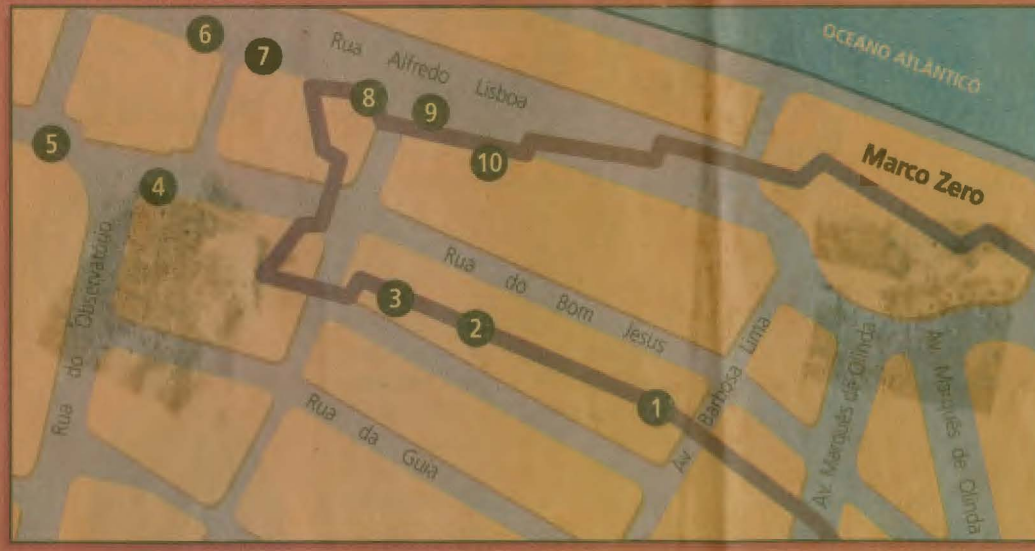 6
7
Rua Alfredo Lisboa
OCEANO ATLÂNTICO
8
9
5
10
Marco Zero
4
Rua do Observatório
Rua do Bom Jesus
3
2
1
Av. Barbosa Lima
Av. Marquês de Olinda
Av. Marquês de Olinda
Rua da Guia